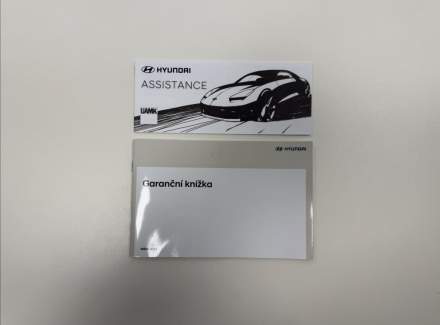 HYUNDAI
ASSISTANCE
UAMK
HYUNDAI
Garanční knížka